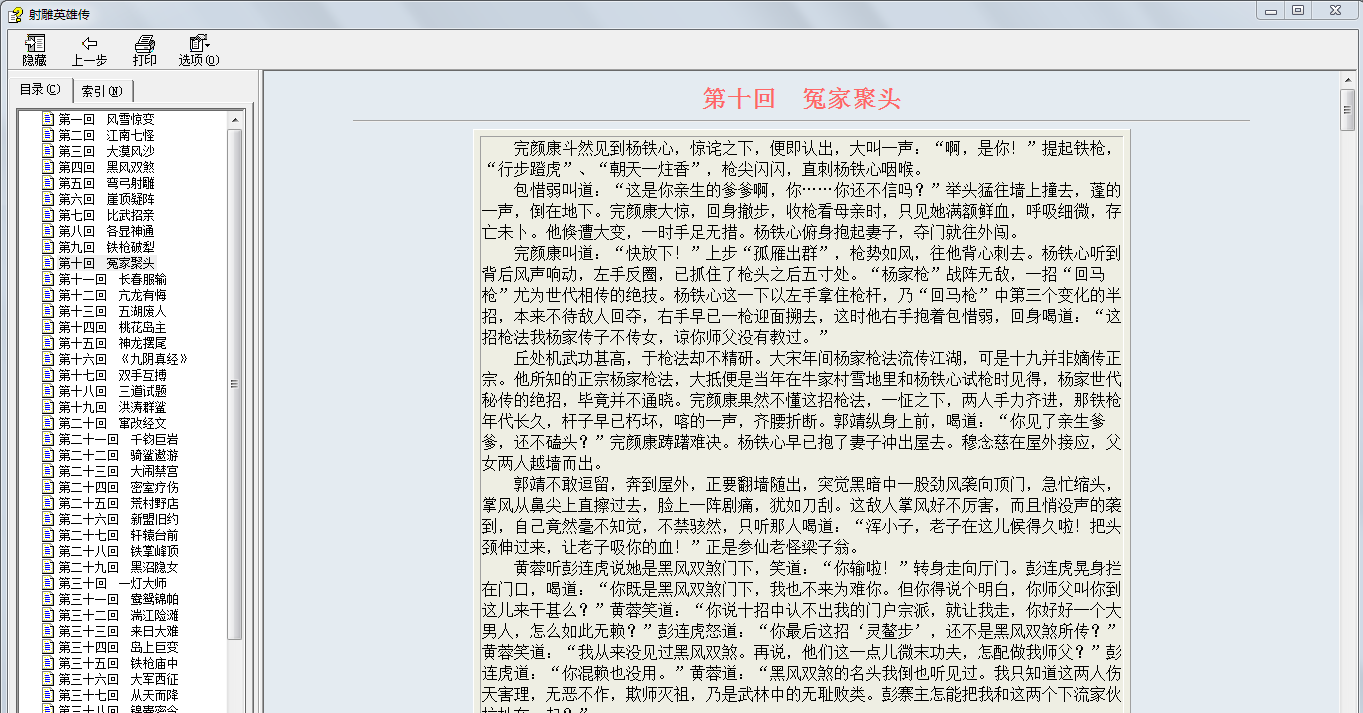 射雕英雄传
隐藏 上一步 打印 选项(O)
目录(C) 索引(N)
第一回 风雪惊变
第二回 江南七怪
第三回 大漠风沙
第四回 黑风双煞
第五回 弯弓射雕
第六回 崖顶疑阵
第七回 比武招亲
第八回 各显神通
第九回 铁枪破犁
第十回 冤家聚头
第十一回 长春服输
第十二回 亢龙有悔
第十三回 五湖废人
第十四回 桃花岛主
第十五回 神龙摆尾
第十六回 《九阴真经》
第十七回 双手互搏
第十八回 三道试题
第十九回 洪涛群鲨
第二十回 窜改经文
第二十一回 千钧巨岩
第二十二回 骑鲨遨游
第二十三回 大闹禁宫
第二十四回 密室疗伤
第二十五回 荒村野店
第二十六回 新盟旧约
第二十七回 轩辕台前
第二十八回 铁掌峰顶
第二十九回 黑沼隐女
第三十回 一灯大师
第三十一回 鸳鸯锦帕
第三十二回 湍江险滩
第三十三回 来日大难
第三十四回 岛上巨变
第三十五回 铁枪庙中
第三十六回 大军西征
第三十七回 从天而降
第三十八回 锦囊密令
第十回 冤家聚头
完颜康斗然见到杨铁心，惊诧之下，便即认出，大叫一声：“啊，是你！”提起铁枪，
“行步蹬虎”、“朝天一炷香”，枪尖闪闪，直刺杨铁心咽喉。
包惜弱叫道：“这是你亲生的爹爹啊，你……你还不信吗？”举头猛往墙上撞去，蓬的
一声，倒在地下。完颜康大惊，回身撤步，收枪看母亲时，只见她满额鲜血，呼吸细微，存
亡未卜。他倏遭大变，一时手足无措。杨铁心俯身抱起妻子，夺门就往外闯。
完颜康叫道：“快放下！”上步“孤雁出群”，枪势如风，往他背心刺去。杨铁心听到
背后风声响动，左手反圈，已抓住了枪头之后五寸处。“杨家枪”战阵无敌，一招“回马
枪”尤为世代相传的绝技。杨铁心这一下以左手拿住枪杆，乃“回马枪”中第三个变化的半
招，本来不待敌人回夺，右手早已一枪迎面搠去，这时他右手抱着包惜弱，回身喝道：“这
招枪法我杨家传子不传女，谅你师父没有教过。”
丘处机武功甚高，于枪法却不精研。大宋年间杨家枪法流传江湖，可是十九并非嫡传正
宗。他所知的正宗杨家枪法，大抵便是当年在牛家村雪地里和杨铁心试枪时见得，杨家世代
秘传的绝招，毕竟并不通晓。完颜康果然不懂这招枪法，一怔之下，两人手力齐进，那铁枪
年代长久，杆子早已朽坏，喀的一声，齐腰折断。郭靖纵身上前，喝道：“你见了亲生爹
爹，还不磕头？”完颜康踌躇难决。杨铁心早已抱了妻子冲出屋去。穆念慈在屋外接应，父
女两人越墙而出。
郭靖不敢逗留，奔到屋外，正要翻墙随出，突觉黑暗中一股劲风袭向顶门，急忙缩头，
掌风从鼻尖上直擦过去，脸上一阵剧痛，犹如刀刮。这敌人掌风好不厉害，而且悄没声的袭
到，自己竟然毫不知觉，不禁骇然，只听那人喝道：“浑小子，老子在这儿候得久啦！把头
颈伸过来，让老子吸你的血！”正是参仙老怪梁子翁。
黄蓉听彭连虎说她是黑风双煞门下，笑道：“你输啦！”转身走向厅门。彭连虎晃身拦
在门口，喝道：“你既是黑风双煞门下，我也不来为难你。但你得说个明白，你师父叫你到
这儿来干甚么？”黄蓉笑道：“你说十招中认不出我的门户宗派，就让我走，你好好一个大
男人，怎么如此无赖？”彭连虎怒道：“你最后这招‘灵鳌步’，还不是黑风双煞所传？”
黄蓉笑道：“我从来没见过黑风双煞。再说，他们这一点儿微末功夫，怎配做我师父？”彭
连虎道：“你混赖也没用。”黄蓉道：“黑风双煞的名头我倒也听见过。我只知道这两人伤
天害理，无恶不作，欺师灭祖，乃是武林中的无耻败类。彭寨主怎能把我和这两个下流家伙
拉扯在一起？”